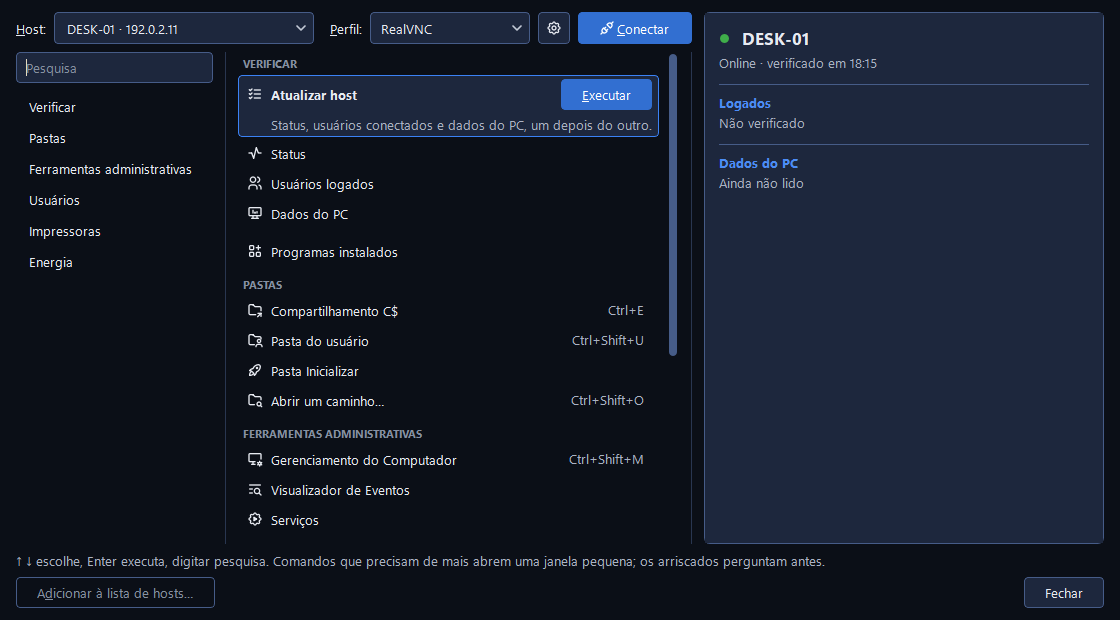 Host: DESK-01 · 192.0.2.11 Perfil: RealVNC Conectar
Pesquisa
Verificar
Pastas
Ferramentas administrativas
Usuários
Impressoras
Energia
VERIFICAR
Atualizar host Executar
Status, usuários conectados e dados do PC, um depois do outro.
Status
Usuários logados
Dados do PC
Programas instalados
PASTAS
Compartilhamento C$ Ctrl+E
Pasta do usuário Ctrl+Shift+U
Pasta Inicializar
Abrir um caminho... Ctrl+Shift+O
FERRAMENTAS ADMINISTRATIVAS
Gerenciamento do Computador Ctrl+Shift+M
Visualizador de Eventos
Serviços
DESK-01
Online · verificado em 18:15
Logados
Não verificado
Dados do PC
Ainda não lido
↑ ↓ escolhe, Enter executa, digitar pesquisa. Comandos que precisam de mais abrem uma janela pequena; os arriscados perguntam antes.
Adicionar à lista de hosts... Fechar